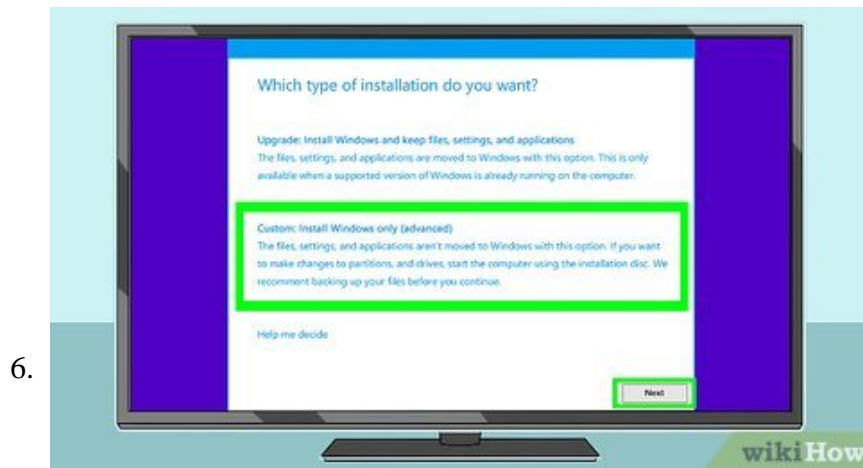 Which type of installation do you want?
Upgrade: Install Windows and keep files, settings, and applications
The files, settings, and applications are moved to Windows with this option. This is only
available when a supported version of Windows is already running on the computer.
Custom: Install Windows only (advanced)
The files, settings, and applications aren't moved to Windows with this option. If you want
to make changes to partitions, and drives, start the computer using the installation disc. We
recomment backing up your files before you continue.
Help me decide
6.
Next
wikiHow